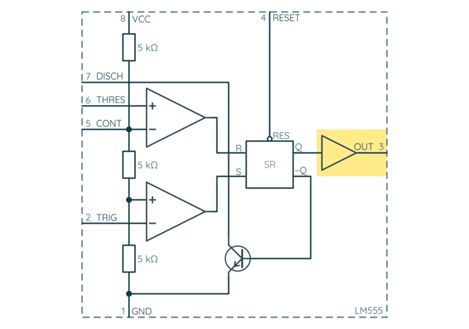 8 VCC
4 RESET
5 kΩ
7 DISCH
6 THRES
+
5 CONT
−
RES
R
Q
OUT 3
5 kΩ
SR
S
¬Q
+
2 TRIG
−
5 kΩ
1 GND
LM555